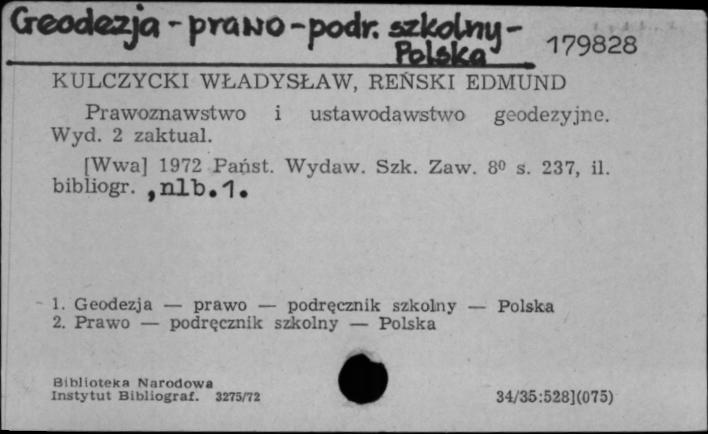 Geodezja - prawo - podr. szkolny -
Polska
179828
KULCZYCKI WŁADYSŁAW, REŃSKI EDMUND
Prawoznawstwo i ustawodawstwo geodezyjne.
Wyd. 2 zaktual.
[Wwa] 1972 Państ. Wydaw. Szk. Zaw. 8⁰ s. 237, il.
bibliogr. , nlb. 1.
1. Geodezja — prawo — podręcznik szkolny — Polska
2. Prawo — podręcznik szkolny — Polska
Biblioteka Narodowa
Instytut Bibliograf. 3275/72
34/35:528](075)